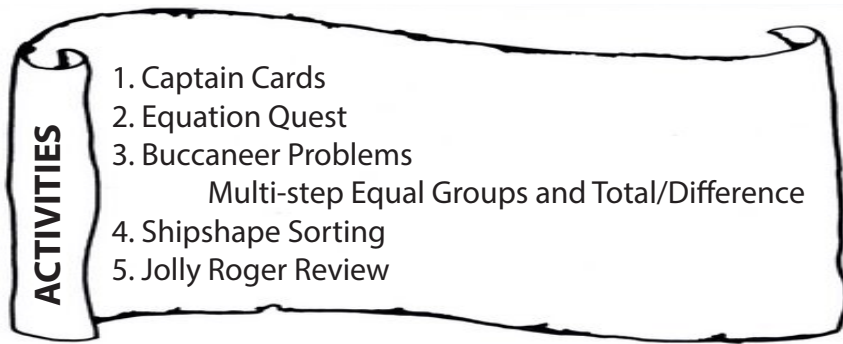 ACTIVITIES
1. Captain Cards
2. Equation Quest
3. Buccaneer Problems
Multi-step Equal Groups and Total/Difference
4. Shipshape Sorting
5. Jolly Roger Review